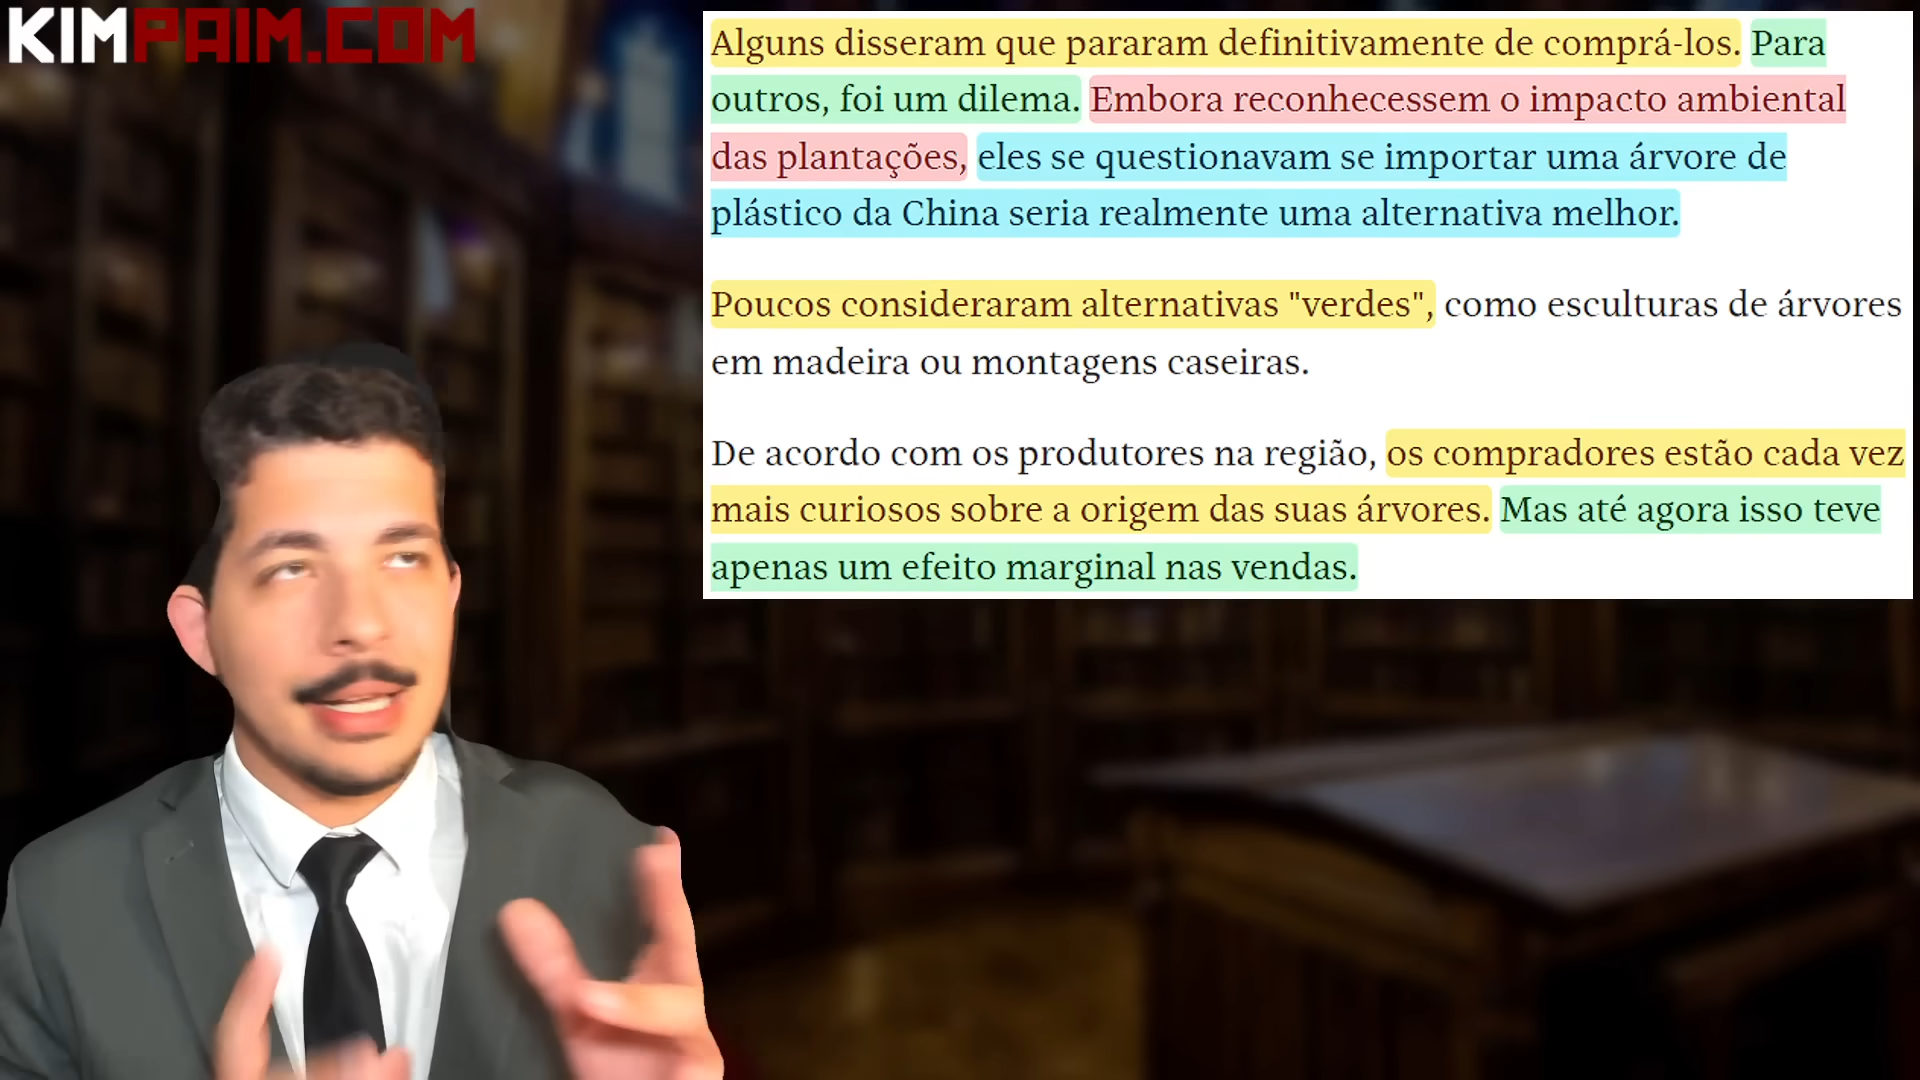 KIMPAIM.COM
Alguns disseram que pararam definitivamente de comprá-los. Para
outros, foi um dilema. Embora reconhecessem o impacto ambiental
das plantações, eles se questionavam se importar uma árvore de
plástico da China seria realmente uma alternativa melhor.
Poucos consideraram alternativas "verdes", como esculturas de árvores
em madeira ou montagens caseiras.
De acordo com os produtores na região, os compradores estão cada vez
mais curiosos sobre a origem das suas árvores. Mas até agora isso teve
apenas um efeito marginal nas vendas.